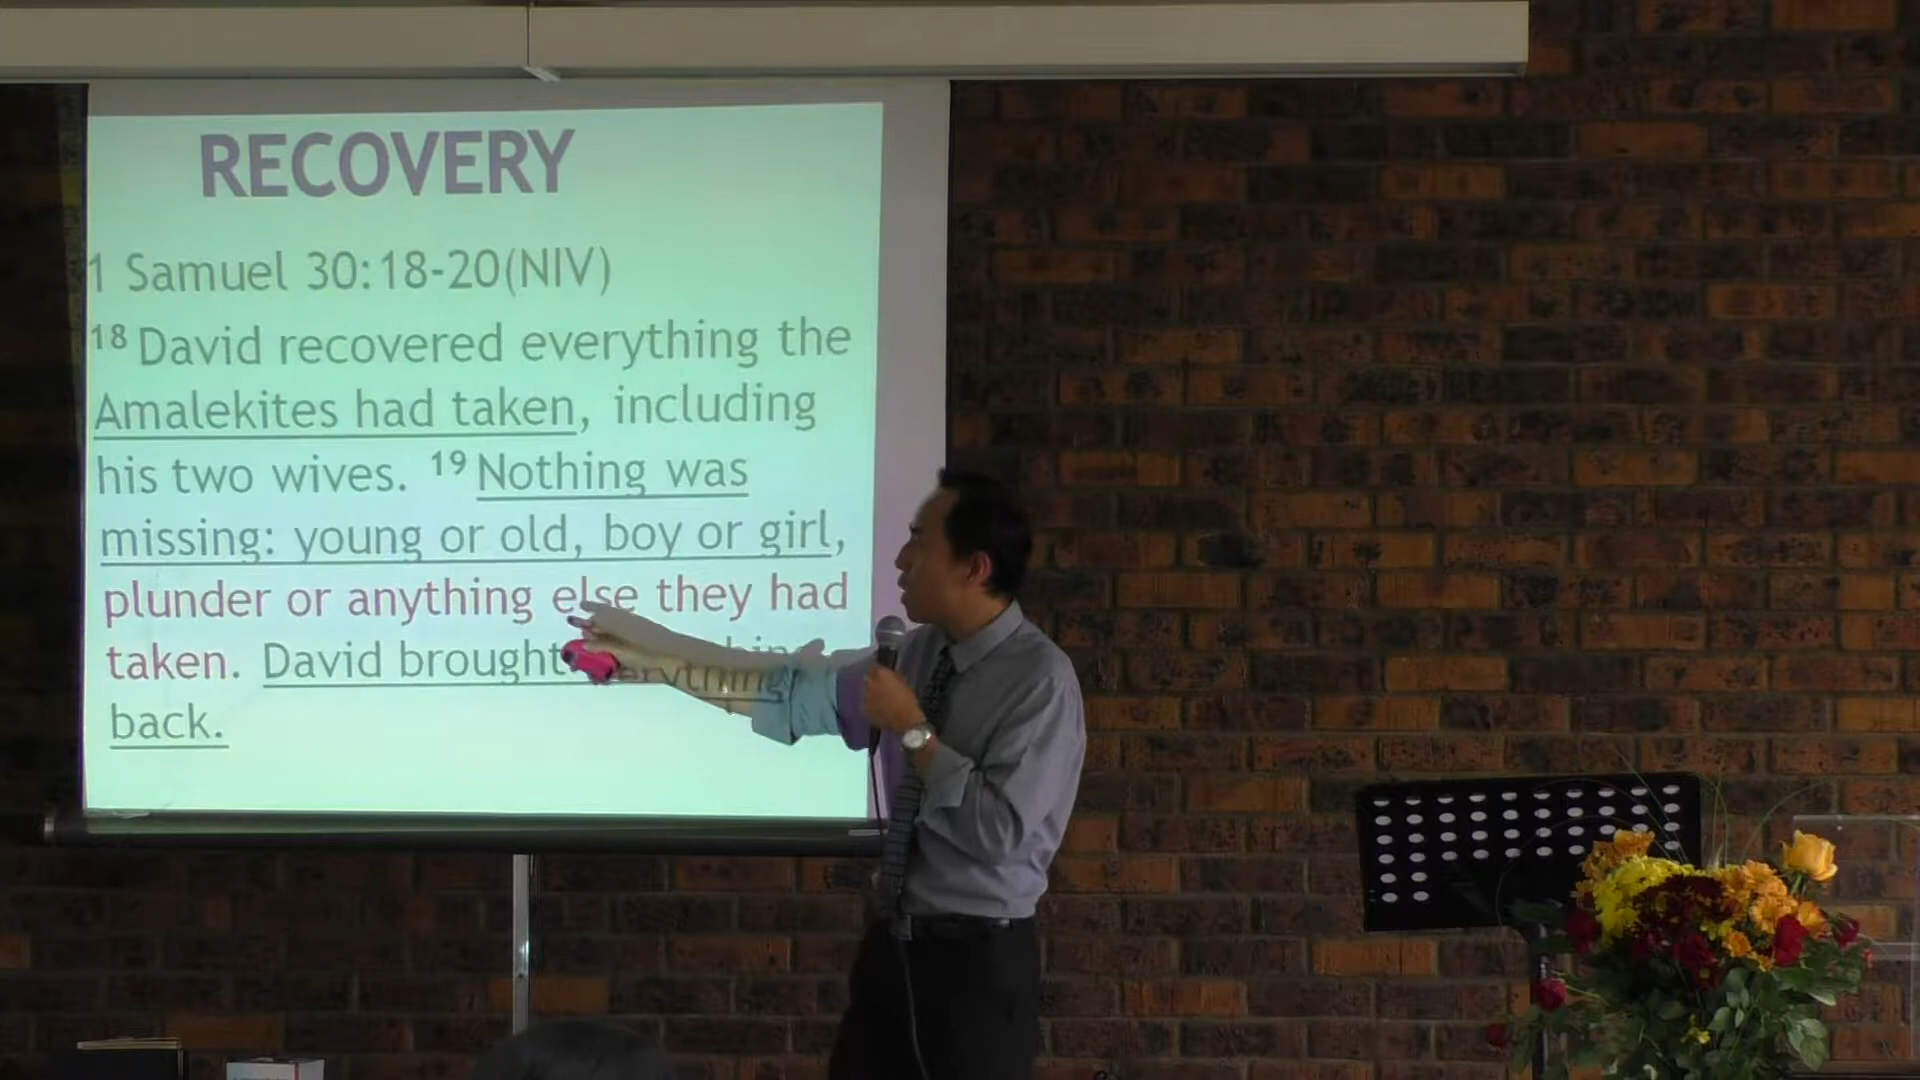 RECOVERY
1 Samuel 30:18-20(NIV)
18 David recovered everything the
Amalekites had taken, including
his two wives. 19 Nothing was
missing: young or old, boy or girl,
plunder or anything else they had
taken. David brought everything
back.